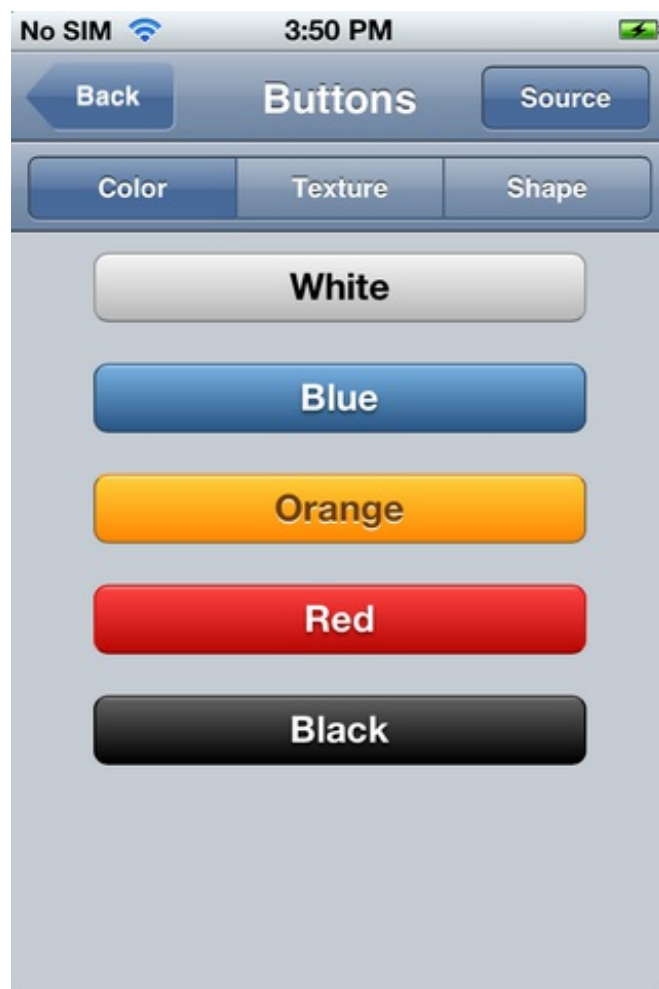 No SIM 3:50 PM
Back Buttons Source
Color Texture Shape
White
Blue
Orange
Red
Black